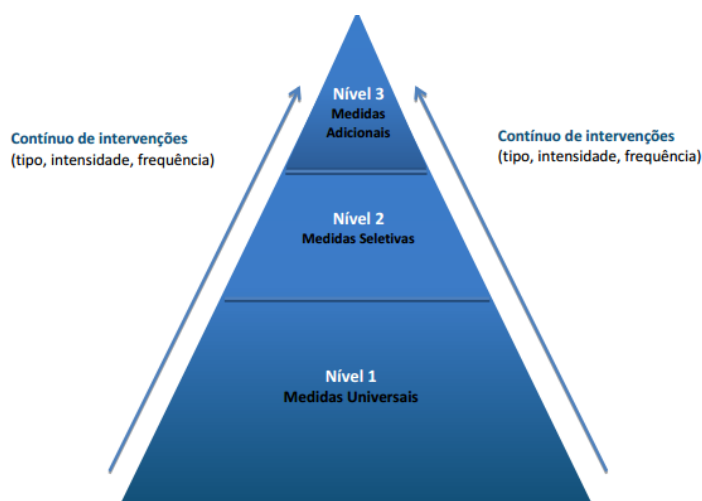 Nível 3
Medidas
Adicionais
Contínuo de intervenções
(tipo, intensidade, frequência)
Contínuo de intervenções
(tipo, intensidade, frequência)
Nível 2
Medidas Seletivas
Nível 1
Medidas Universais